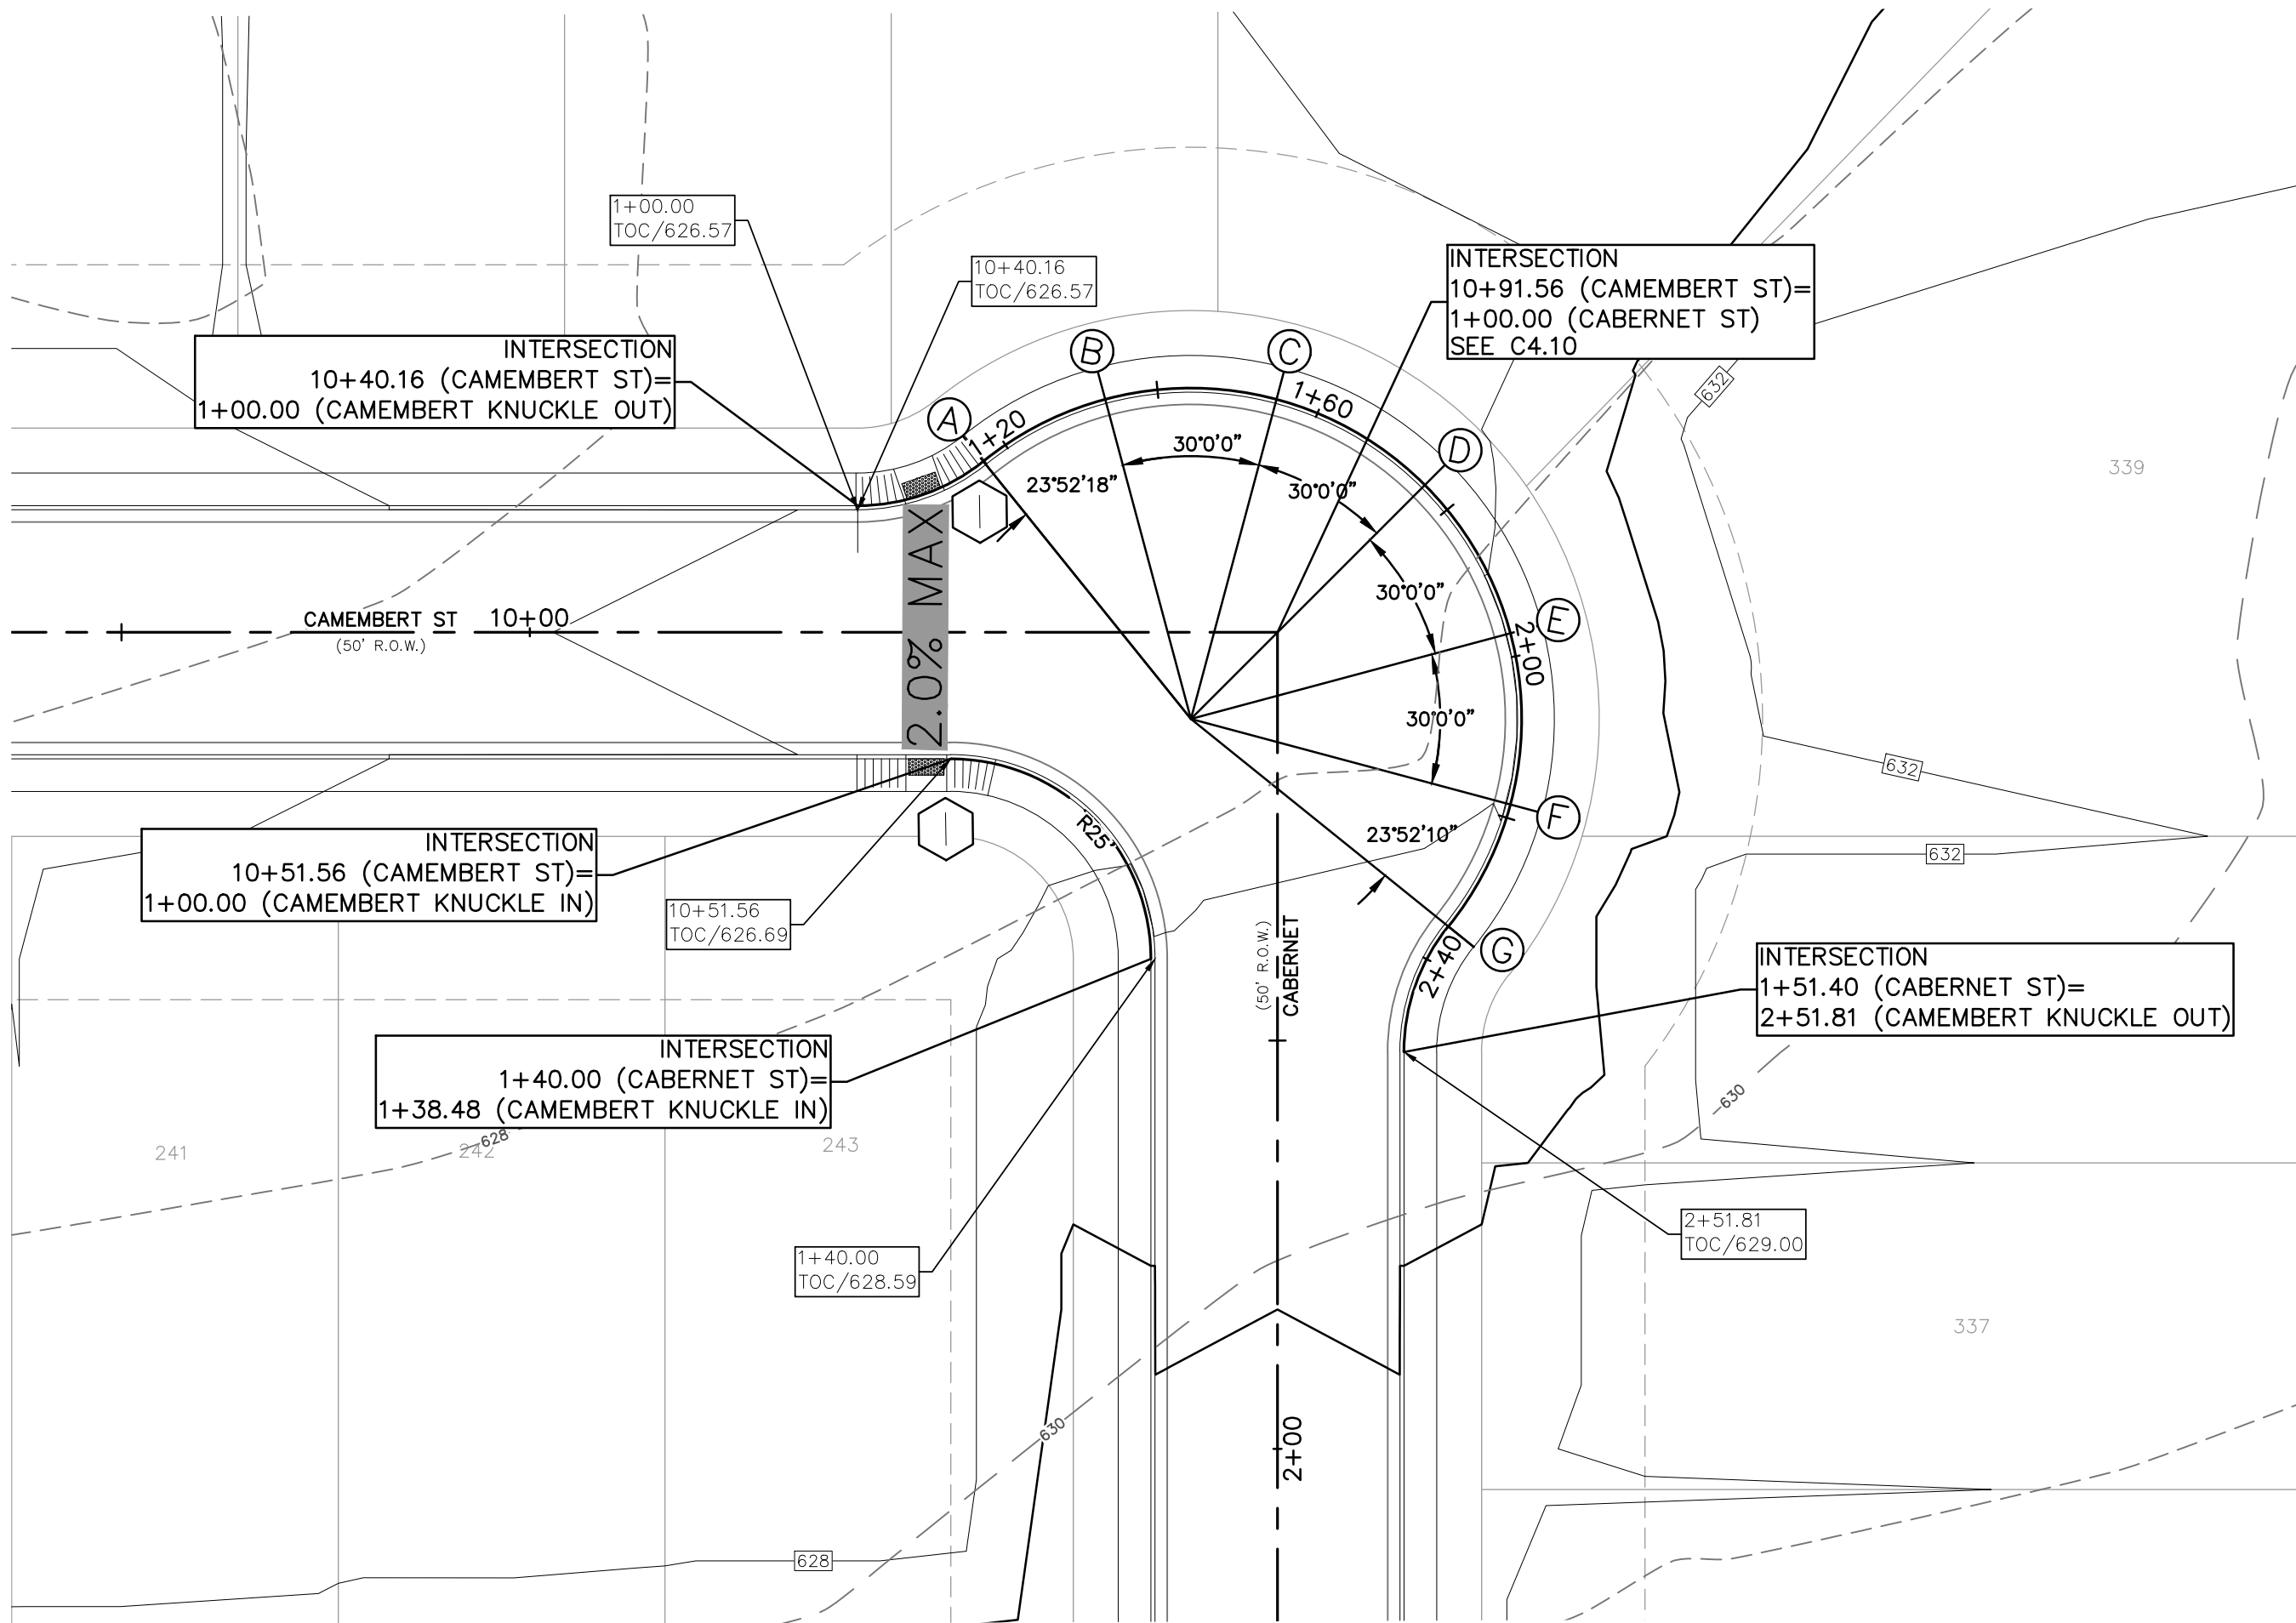 1+00.00
TOC/626.57
10+40.16
TOC/626.57
INTERSECTION
10+91.56 (CAMEMBERT ST)=
1+00.00 (CABERNET ST)
SEE C4.10
INTERSECTION
10+40.16 (CAMEMBERT ST)=
1+00.00 (CAMEMBERT KNUCKLE OUT)
A
B
C
D
E
F
G
1+20
1+60
2+00
2+40
23°52'18"
30°0'0"
30°0'0"
30°0'0"
30°0'0"
23°52'10"
632
339
2.0% MAX
CAMEMBERT ST
10+00
(50' R.O.W.)
632
632
R25'
INTERSECTION
10+51.56 (CAMEMBERT ST)=
1+00.00 (CAMEMBERT KNUCKLE IN)
10+51.56
TOC/626.69
(50' R.O.W.)
CABERNET
INTERSECTION
1+51.40 (CABERNET ST)=
2+51.81 (CAMEMBERT KNUCKLE OUT)
INTERSECTION
1+40.00 (CABERNET ST)=
1+38.48 (CAMEMBERT KNUCKLE IN)
630
241
242
628
243
2+51.81
TOC/629.00
1+40.00
TOC/628.59
337
630
2+00
628